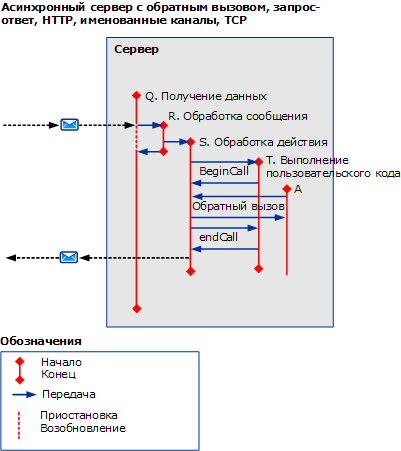 Асинхронный сервер с обратным вызовом, запрос-
ответ, HTTP, именованные каналы, TCP
Сервер
Q. Получение данных
R. Обработка сообщения
S. Обработка действия
T. Выполнение
пользовательского кода
BeginCall
A
Обратный вызов
endCall
Обозначения
Начало
Конец
Передача
Приостановка
Возобновление